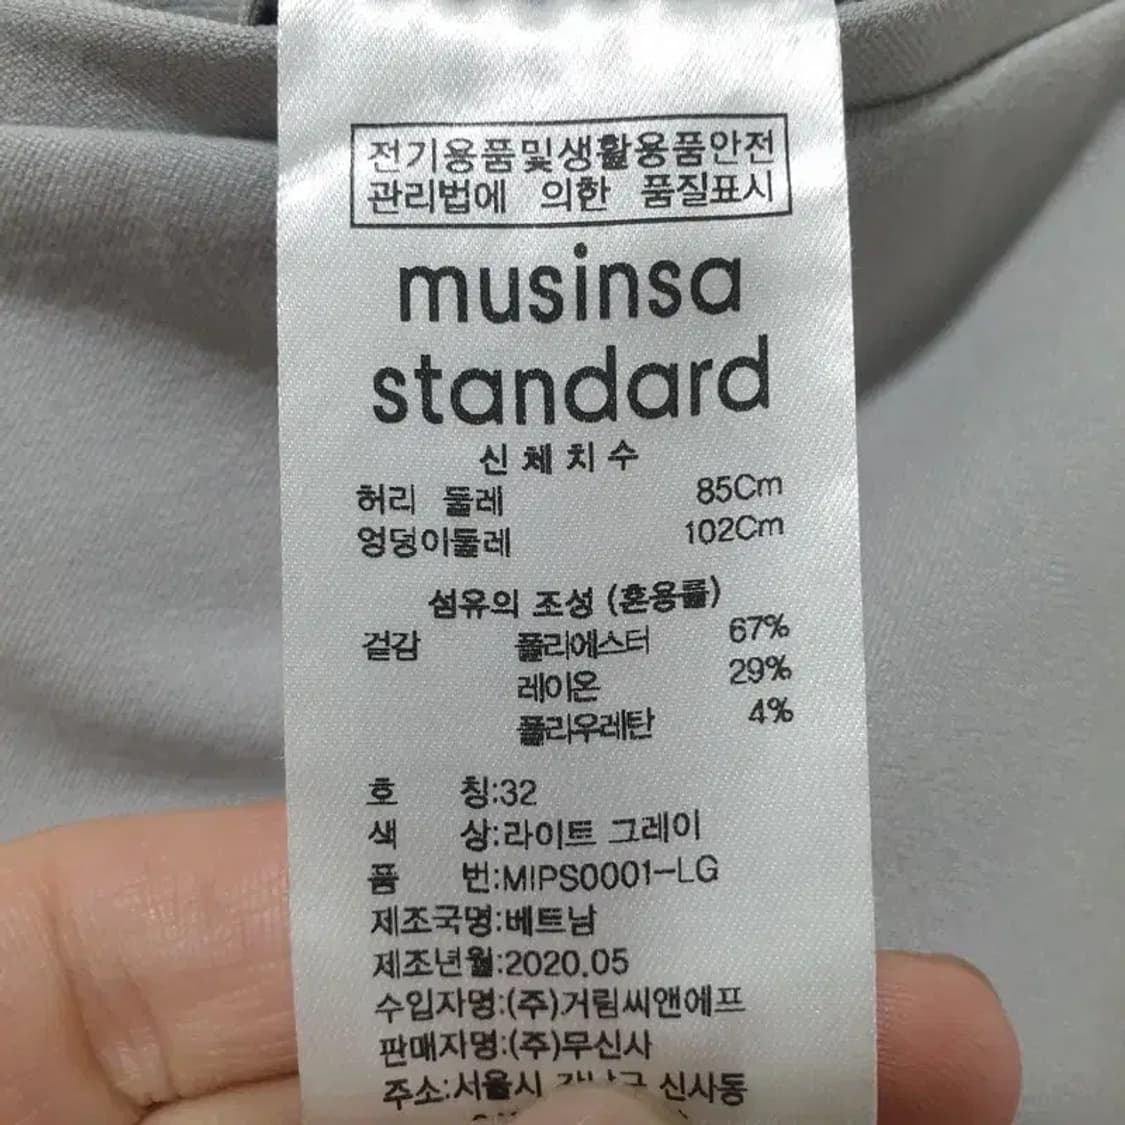 전기용품및생활용품안전
관리법에 의한 품질표시
musinsa
standard
신체치수
허리 둘레 85Cm
엉덩이둘레 102Cm
섬유의 조성 (혼용률)
겉감 폴리에스터 67%
레이온 29%
폴리우레탄 4%
호 칭:32
색 상:라이트 그레이
품 번:MIPS0001-LG
제조국명:베트남
제조년월:2020.05
수입자명:(주)거림씨앤에프
판매자명:(주)무신사
주소:서울시 강남구 신사동